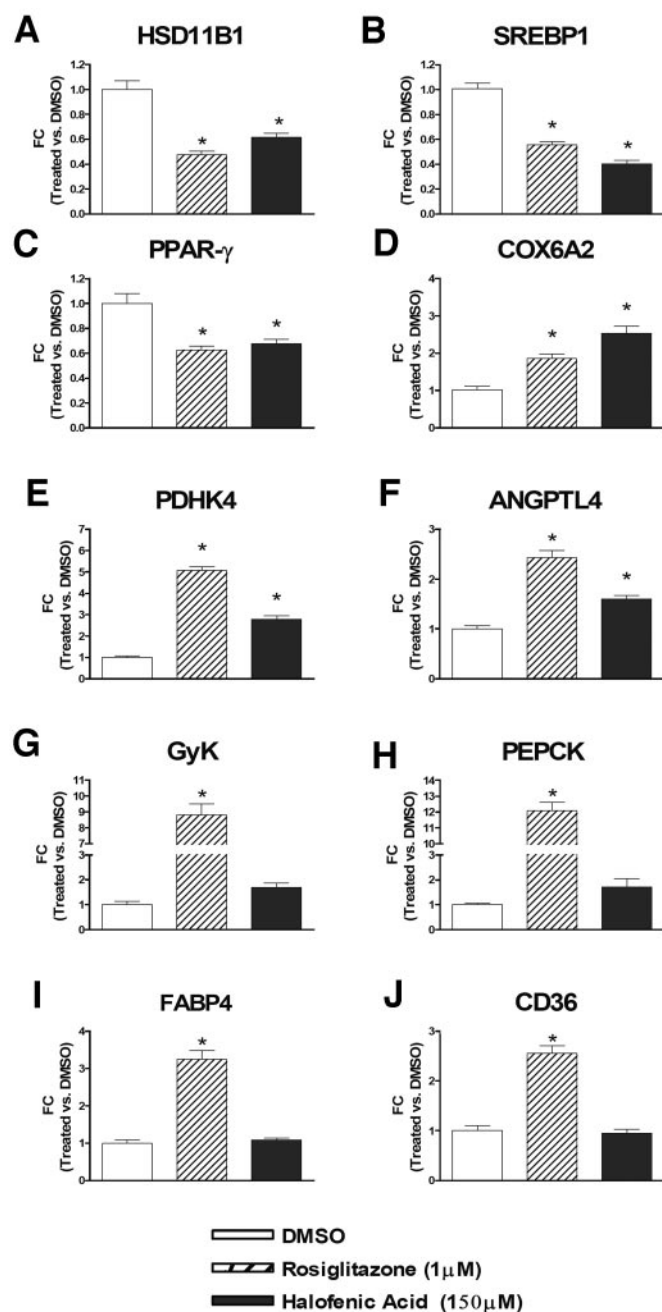 A HSD11B1
FC
(Treated vs. DMSO)
1.2
1.0
0.8
0.6
0.4
0.2
0.0
*
*
B SREBP1
FC
(Treated vs. DMSO)
1.2
1.0
0.8
0.6
0.4
0.2
0.0
*
*
C PPAR-γ
FC
(Treated vs. DMSO)
1.2
1.0
0.8
0.6
0.4
0.2
0.0
*
*
D COX6A2
FC
(Treated vs. DMSO)
4
3
2
1
0
*
*
E PDHK4
FC
(Treated vs. DMSO)
7
6
5
4
3
2
1
0
*
*
F ANGPTL4
FC
(Treated vs. DMSO)
3
2
1
0
*
*
G GyK
FC
(Treated vs. DMSO)
11
10
9
8
7
3
2
1
0
*
H PEPCK
FC
(Treated vs. DMSO)
14
13
12
11
10
3
2
1
0
*
I FABP4
FC
(Treated vs. DMSO)
4
3
2
1
0
*
J CD36
FC
(Treated vs. DMSO)
3
2
1
0
*
DMSO
Rosiglitazone (1μM)
Halofenic Acid (150μM)